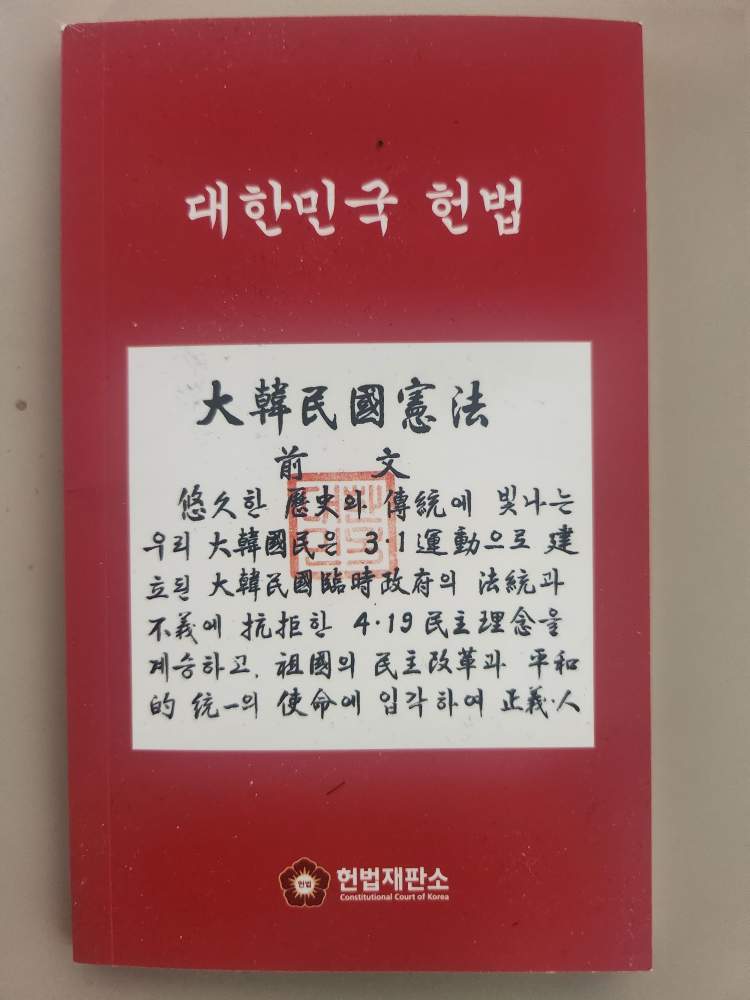 대한민국 헌법
大韓民國憲法
前 文
悠久한 歷史와 傳統에 빛나는
우리 大韓國民은 3·1運動으로 建
立된 大韓民國臨時政府의 法統과
不義에 抗拒한 4·19民主理念을
계승하고, 祖國의 民主改革과 平和
的 統一의 使命에 입각하여 正義·人
헌법
헌법재판소
Constitutional Court of Korea